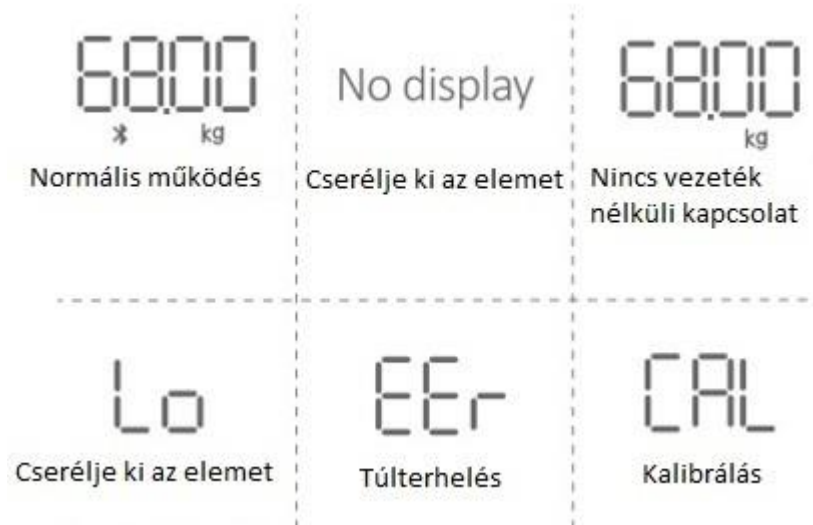 68.00
kg
Normális működés
No display
Cserélje ki az elemet
68.00
kg
Nincs vezeték
nélküli kapcsolat
Lo
Cserélje ki az elemet
EEr
Túlterhelés
CAL
Kalibrálás